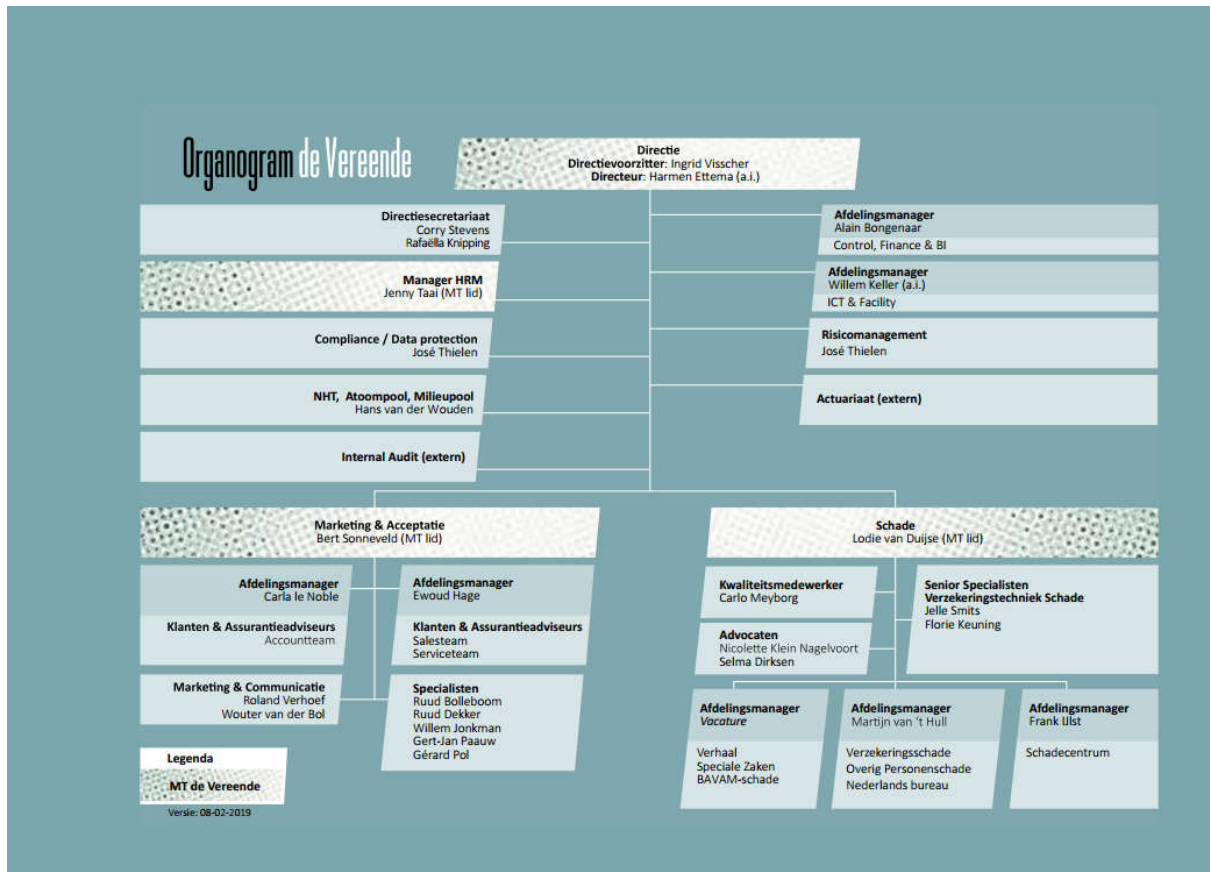 Organogram de Vereende
Directie
Directievoorzitter: Ingrid Visscher
Directeur: Harmen Ettema (a.i.)
Directiesecretariaat
Corry Stevens
Rafaëlla Knipping
Manager HRM
Jenny Taai (MT lid)
Compliance / Data protection
José Thielen
NHT, Atoompool, Milieupool
Hans van der Wouden
Internal Audit (extern)
Afdelingsmanager
Alain Bongenaar
Control, Finance & BI
Afdelingsmanager
Willem Keller (a.i.)
ICT & Facility
Risicomanagement
José Thielen
Actuariaat (extern)
Marketing & Acceptatie
Bert Sonneveld (MT lid)
Afdelingsmanager
Carla le Noble
Klanten & Assurantieadviseurs
Accountteam
Marketing & Communicatie
Roland Verhoef
Wouter van der Bol
Afdelingsmanager
Ewoud Hage
Klanten & Assurantieadviseurs
Salesteam
Serviceteam
Specialisten
Ruud Bolleboom
Ruud Dekker
Willem Jonkman
Gert-Jan Paauw
Gérard Pol
Schade
Lodie van Duijse (MT lid)
Kwaliteitsmedewerker
Carlo Meyborg
Advocaten
Nicolette Klein Nagelvoort
Selma Dirksen
Senior Specialisten
Verzekeringstechniek Schade
Jelle Smits
Florie Keuning
Afdelingsmanager
Vacature
Verhaal
Speciale Zaken
BAVAM-schade
Afdelingsmanager
Martijn van ’t Hull
Verzekeringsschade
Overig Personenschade
Nederlands bureau
Afdelingsmanager
Frank IJlst
Schadecentrum
Legenda
MT de Vereende
Versie: 08-02-2019